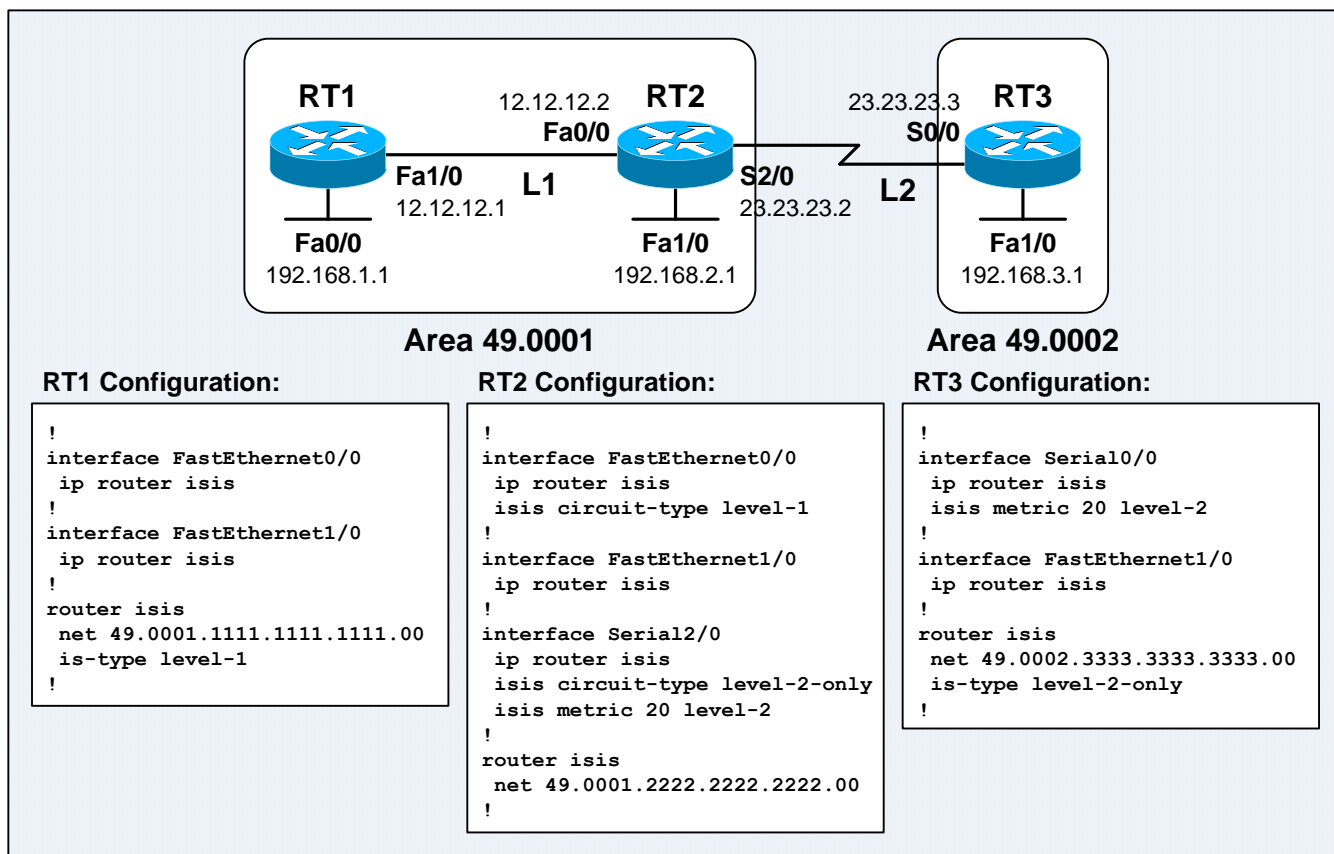 RT1
12.12.12.2
RT2
23.23.23.3
RT3
Fa0/0
S0/0
Fa1/0
L1
S2/0
L2
12.12.12.1
23.23.23.2
Fa0/0
Fa1/0
Fa1/0
192.168.1.1
192.168.2.1
192.168.3.1
Area 49.0001
Area 49.0002
RT1 Configuration:
!
interface FastEthernet0/0
 ip router isis
!
interface FastEthernet1/0
 ip router isis
!
router isis
 net 49.0001.1111.1111.1111.00
 is-type level-1
!
RT2 Configuration:
!
interface FastEthernet0/0
 ip router isis
 isis circuit-type level-1
!
interface FastEthernet1/0
 ip router isis
!
interface Serial2/0
 ip router isis
 isis circuit-type level-2-only
 isis metric 20 level-2
!
router isis
 net 49.0001.2222.2222.2222.00
!
RT3 Configuration:
!
interface Serial0/0
 ip router isis
 isis metric 20 level-2
!
interface FastEthernet1/0
 ip router isis
!
router isis
 net 49.0002.3333.3333.3333.00
 is-type level-2-only
!